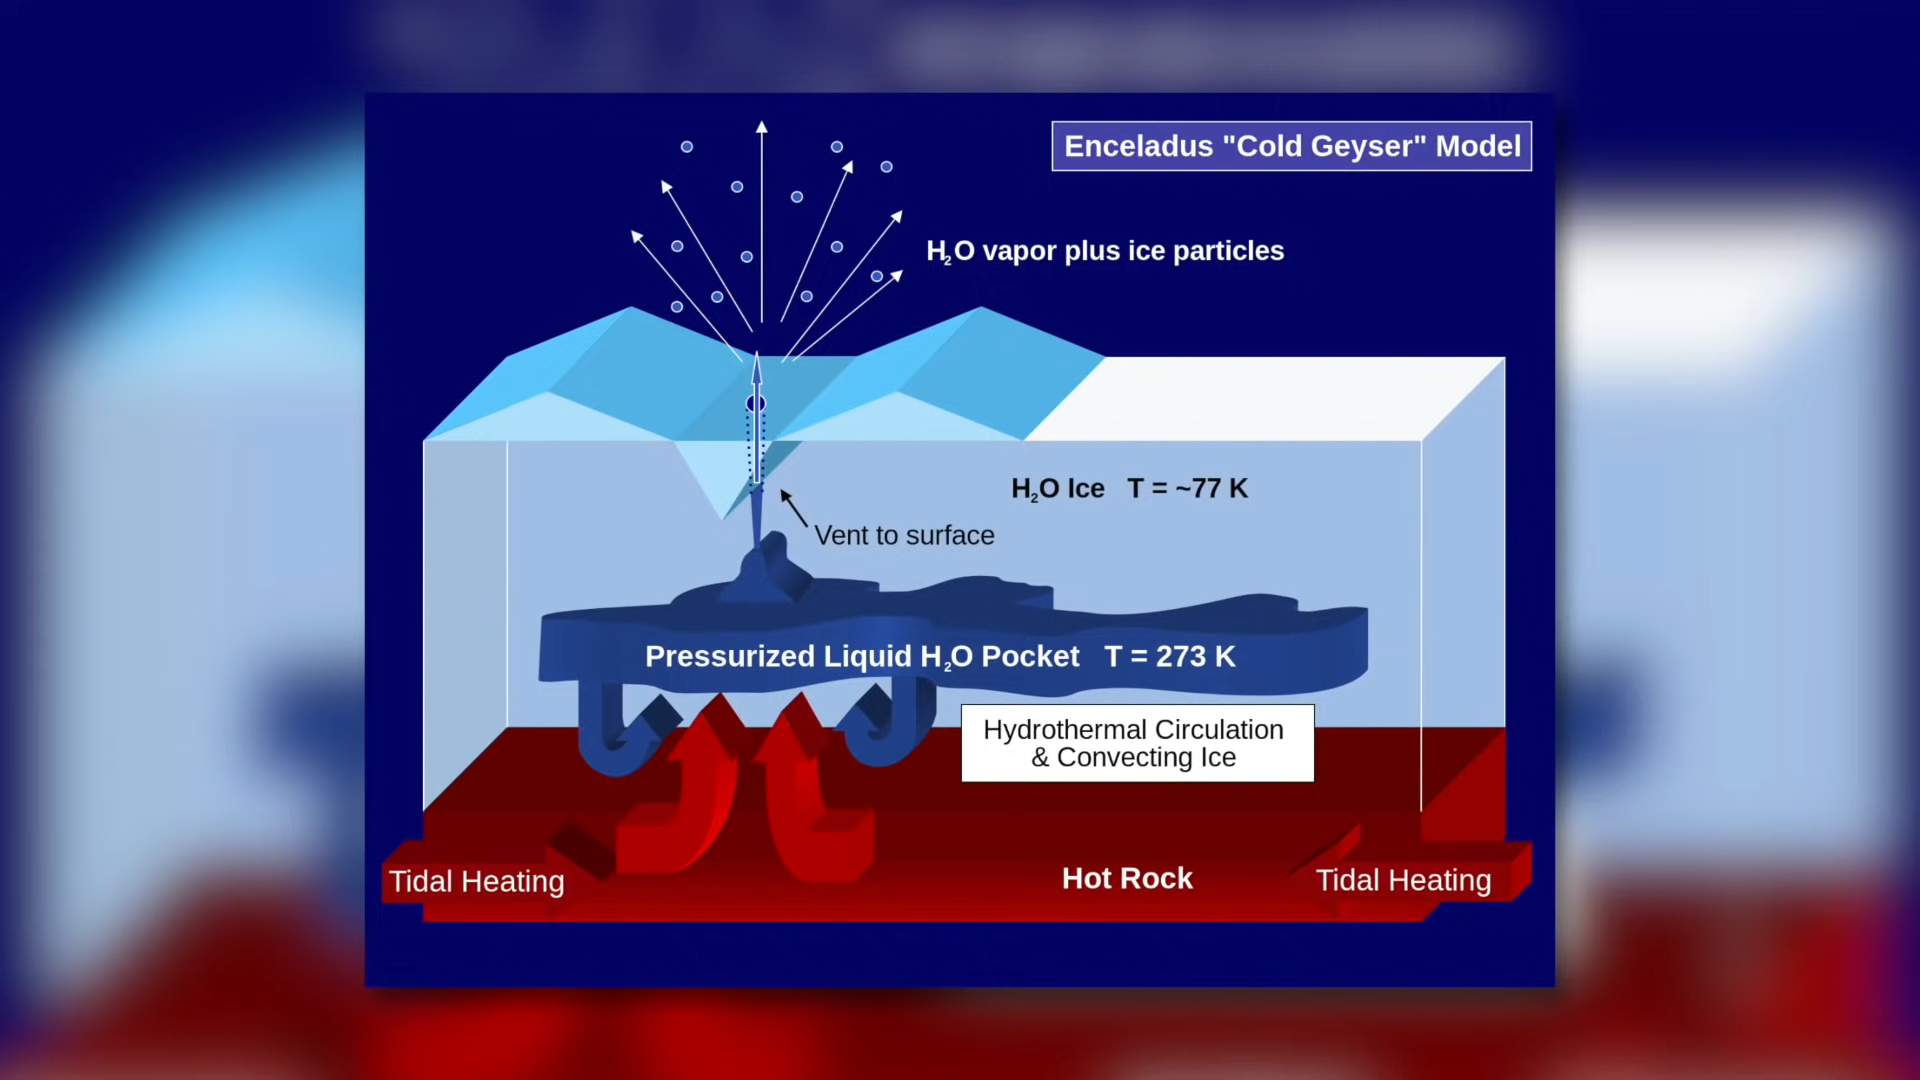 Enceladus "Cold Geyser" Model
H₂O vapor plus ice particles
H₂O Ice T = ~77 K
Vent to surface
Pressurized Liquid H₂O Pocket T = 273 K
Hydrothermal Circulation
& Convecting Ice
Tidal Heating
Hot Rock
Tidal Heating